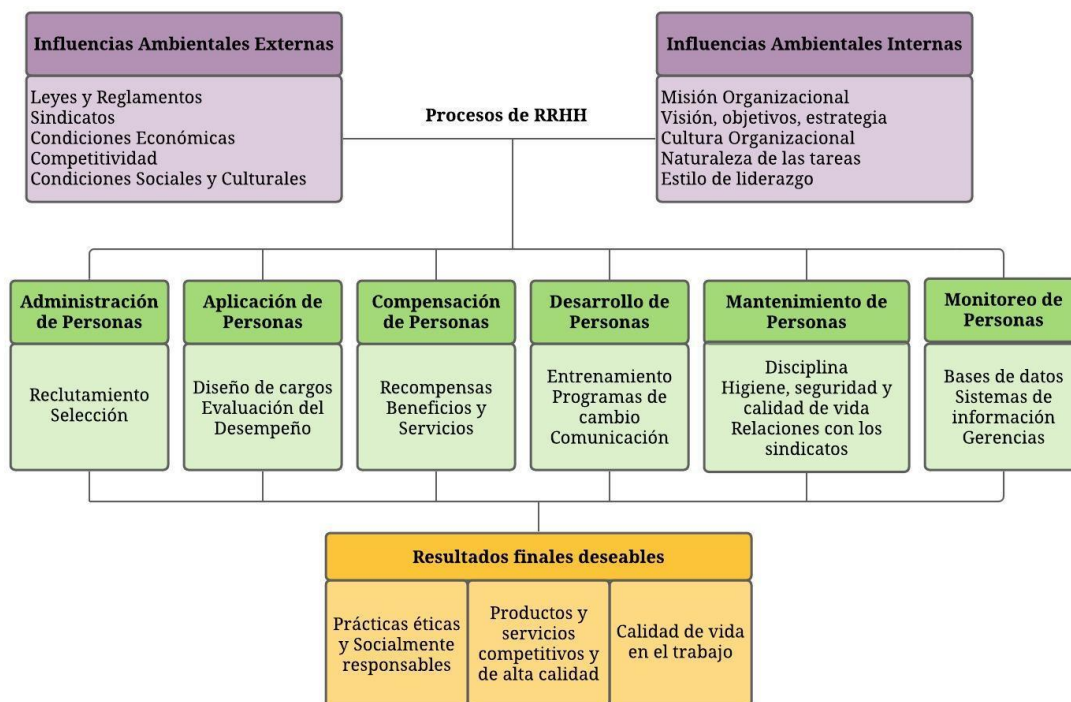 Influencias Ambientales Externas
Leyes y Reglamentos
Sindicatos
Condiciones Económicas
Competitividad
Condiciones Sociales y Culturales
Procesos de RRHH
Influencias Ambientales Internas
Misión Organizacional
Visión, objetivos, estrategia
Cultura Organizacional
Naturaleza de las tareas
Estilo de liderazgo
Administración
de Personas
Reclutamiento
Selección
Aplicación de
Personas
Diseño de cargos
Evaluación del
Desempeño
Compensación
de Personas
Recompensas
Beneficios y
Servicios
Desarrollo de
Personas
Entrenamiento
Programas de
cambio
Comunicación
Mantenimiento de
Personas
Disciplina
Higiene, seguridad y
calidad de vida
Relaciones con los
sindicatos
Monitoreo de
Personas
Bases de datos
Sistemas de
información
Gerencias
Resultados finales deseables
Prácticas éticas
y Socialmente
responsables
Productos y
servicios
competitivos y
de alta calidad
Calidad de vida
en el trabajo